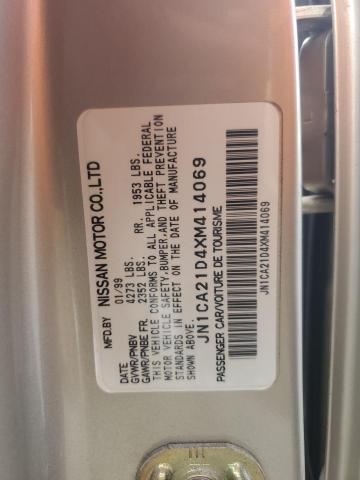 MFD.BY NISSAN MOTOR CO.,LTD
DATE 01/99
GVWR/PNBV 4273 LBS.
GAWR/PNBE FR. 2352 LBS. RR. 1953 LBS.
THIS VEHICLE CONFORMS TO ALL APPLICABLE FEDERAL
MOTOR VEHICLE SAFETY,BUMPER,AND THEFT PREVENTION
STANDARDS IN EFFECT ON THE DATE OF MANUFACTURE
SHOWN ABOVE.
JN1CA21D4XM414069
PASSENGER CAR/VOITURE DE TOURISME
JN1CA21D4XM414069